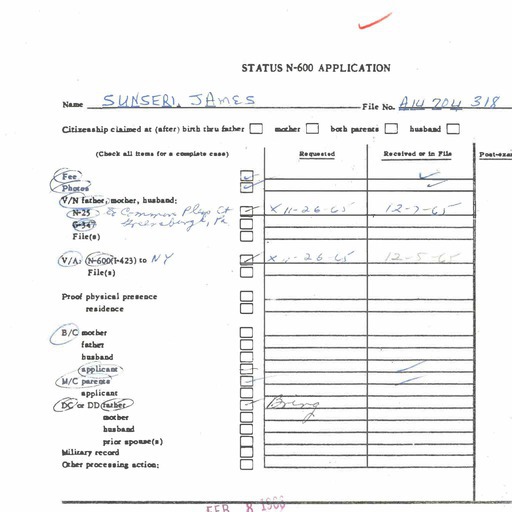 STATUS N-600 APPLICATION
Name SUNSERI, JAMES File No. A14 704 318
Citizenship claimed at (after) birth thru father mother both parents husband
(Check all items for a complete case) Requested Received or in File Post-exa
Fee
Photos
V/N father, mother, husband:
N-25 to Common Pleas Ct X 11-26-65 12-7-65
G-347 Greensburgh, Pa.
File(s)
V/A: N-600(I-423) to NY X 11-26-65 12-5-65
File(s)
Proof physical presence
residence
B/C mother
father
husband
applicant
M/C parents
applicant
DC or DD father Bring
mother
husband
prior spouse(s)
Military record
Other processing action:
FEB 8 1966